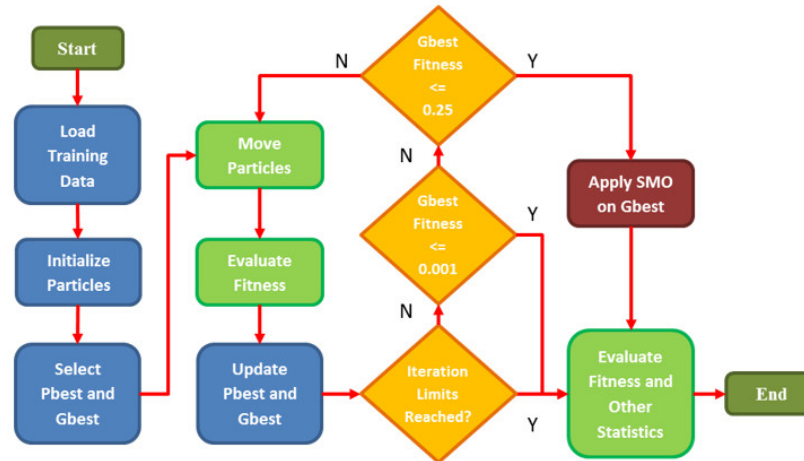 Start
Load
Training
Data
Initialize
Particles
Select
Pbest and
Gbest
Move
Particles
Evaluate
Fitness
Update
Pbest and
Gbest
Iteration
Limits
Reached?
N
Y
Gbest
Fitness
<=
0.001
N
Y
Gbest
Fitness
<=
0.25
N
Y
Apply SMO
on Gbest
Evaluate
Fitness and
Other
Statistics
End